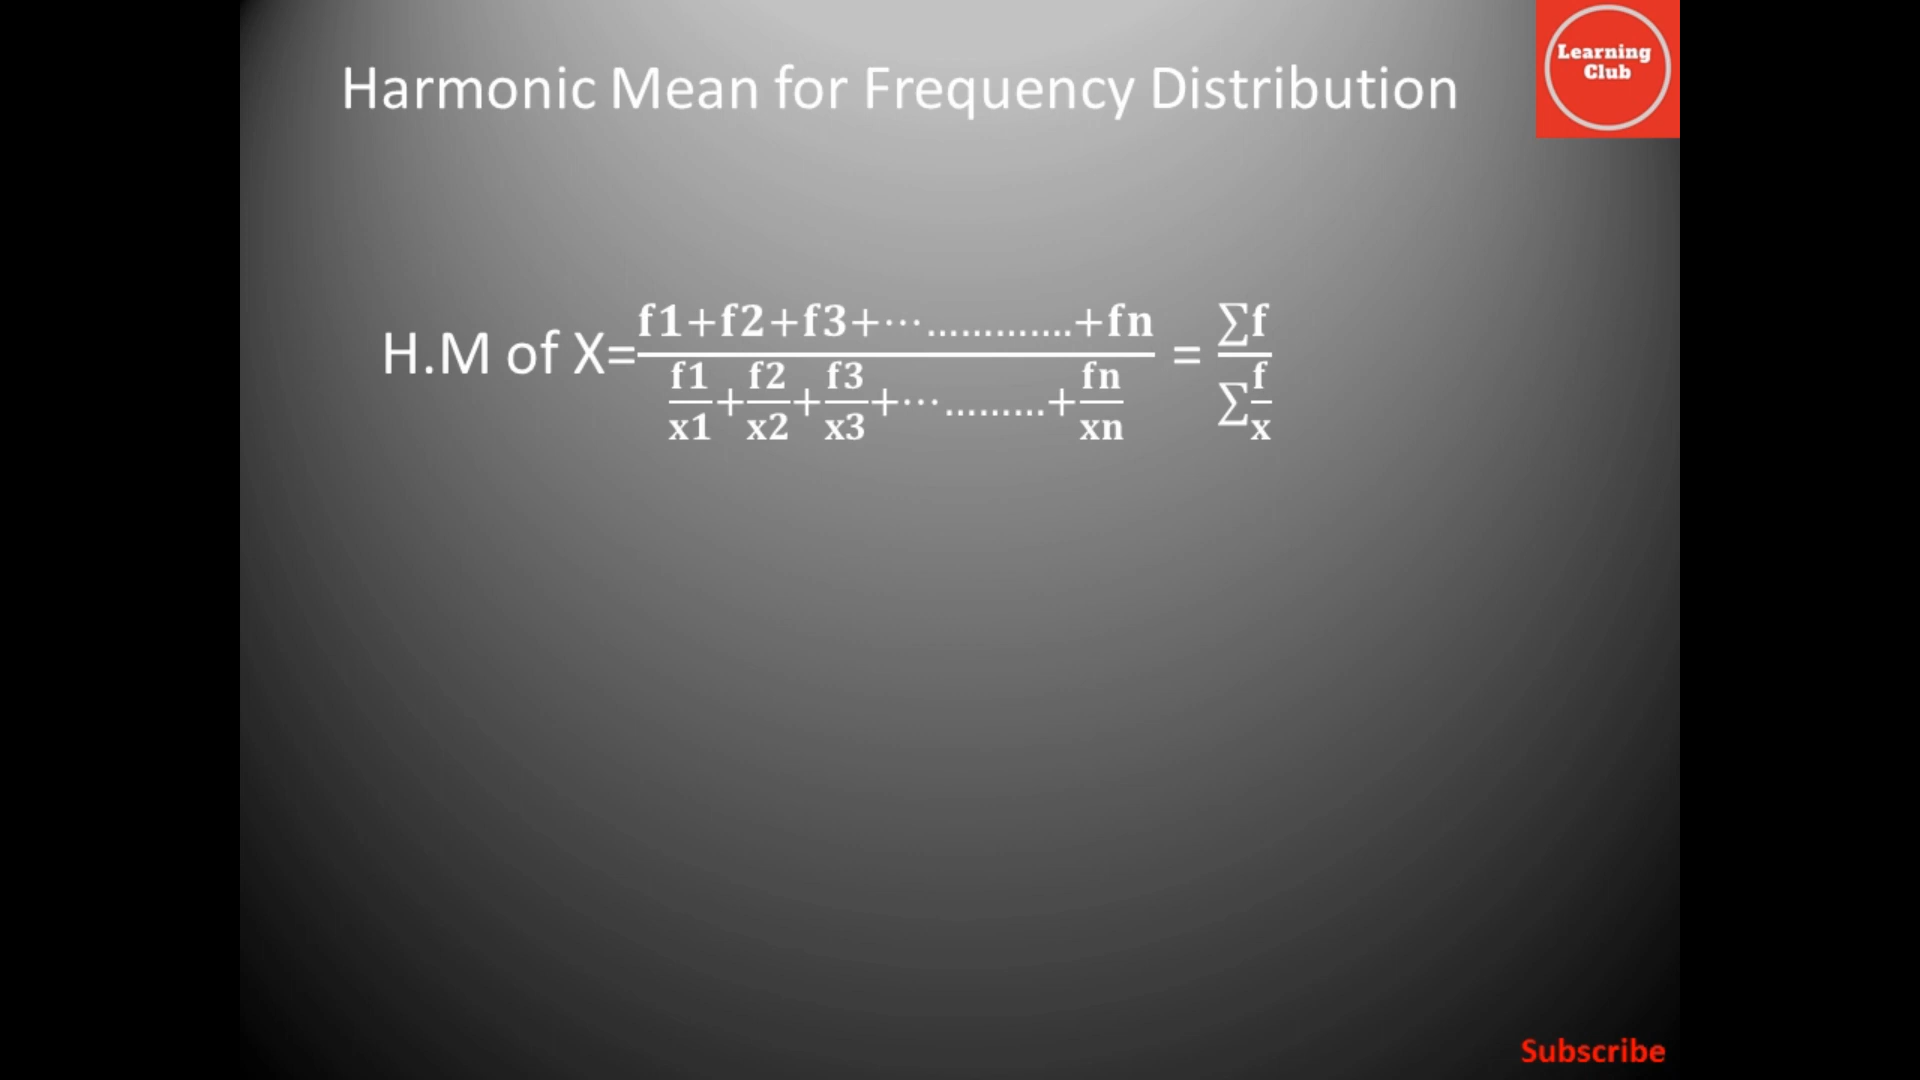 Harmonic Mean for Frequency Distribution
Learning
Club
H.M of X=f1+f2+f3+⋯………….+fn / f1/x1+f2/x2+f3/x3+⋯………+fn/xn = ∑f / ∑f/x
Subscribe